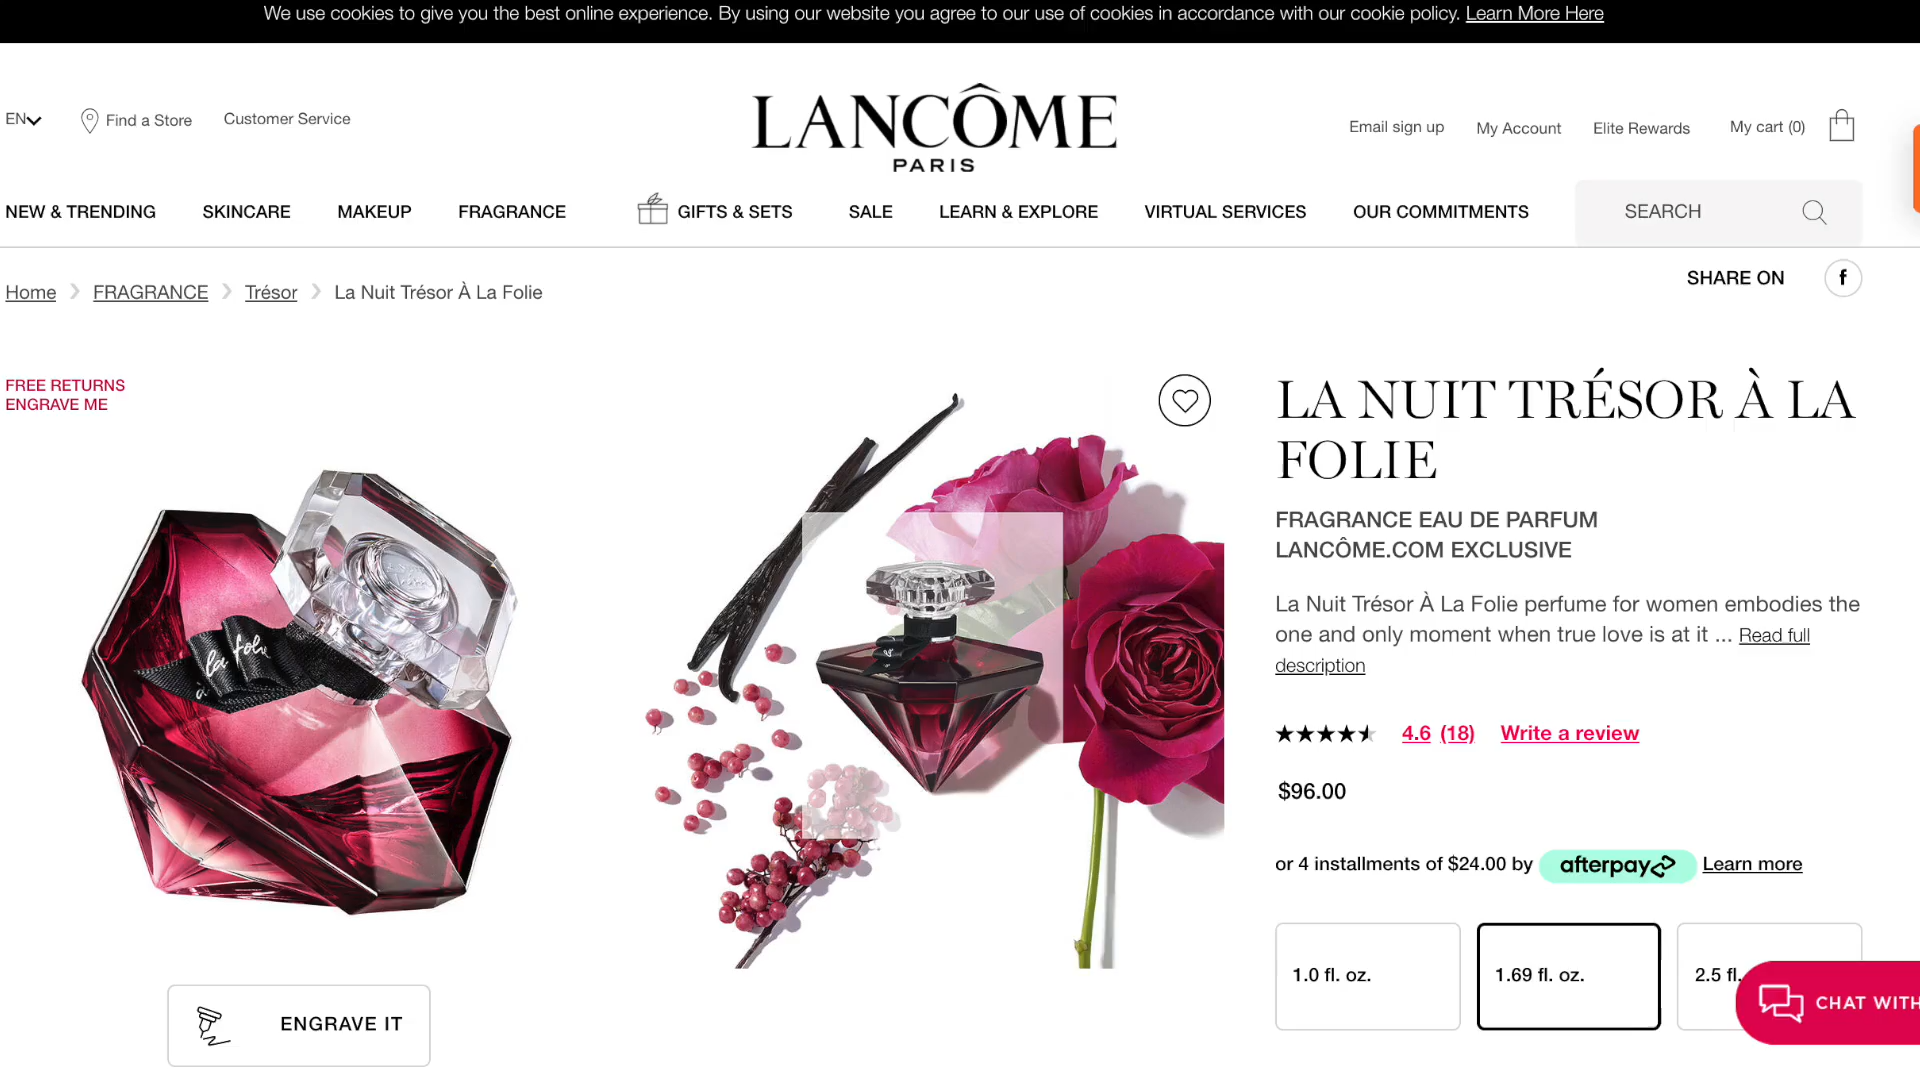 We use cookies to give you the best online experience. By using our website you agree to our use of cookies in accordance with our cookie policy. Learn More Here
EN
Find a Store
Customer Service
LANCÔME
PARIS
Email sign up
My Account
Elite Rewards
My cart (0)
NEW & TRENDING
SKINCARE
MAKEUP
FRAGRANCE
GIFTS & SETS
SALE
LEARN & EXPLORE
VIRTUAL SERVICES
OUR COMMITMENTS
SEARCH
Home
FRAGRANCE
Trésor
La Nuit Trésor À La Folie
SHARE ON
f
FREE RETURNS
ENGRAVE ME
à la folie
ENGRAVE IT
LA NUIT TRÉSOR À LA
FOLIE
FRAGRANCE EAU DE PARFUM
LANCÔME.COM EXCLUSIVE
La Nuit Trésor À La Folie perfume for women embodies the
one and only moment when true love is at it ... Read full
description
4.6 (18) Write a review
$96.00
or 4 installments of $24.00 by afterpay Learn more
1.0 fl. oz.
1.69 fl. oz.
2.5 fl.
CHAT WITH